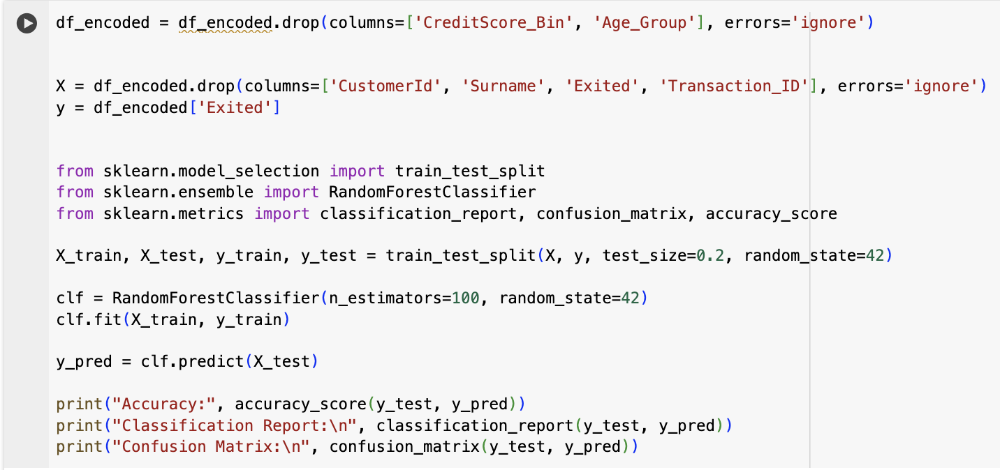 df_encoded = df_encoded.drop(columns=['CreditScore_Bin', 'Age_Group'], errors='ignore')
X = df_encoded.drop(columns=['CustomerId', 'Surname', 'Exited', 'Transaction_ID'], errors='ignore')
y = df_encoded['Exited']
from sklearn.model_selection import train_test_split
from sklearn.ensemble import RandomForestClassifier
from sklearn.metrics import classification_report, confusion_matrix, accuracy_score
X_train, X_test, y_train, y_test = train_test_split(X, y, test_size=0.2, random_state=42)
clf = RandomForestClassifier(n_estimators=100, random_state=42)
clf.fit(X_train, y_train)
y_pred = clf.predict(X_test)
print("Accuracy:", accuracy_score(y_test, y_pred))
print("Classification Report:\n", classification_report(y_test, y_pred))
print("Confusion Matrix:\n", confusion_matrix(y_test, y_pred))